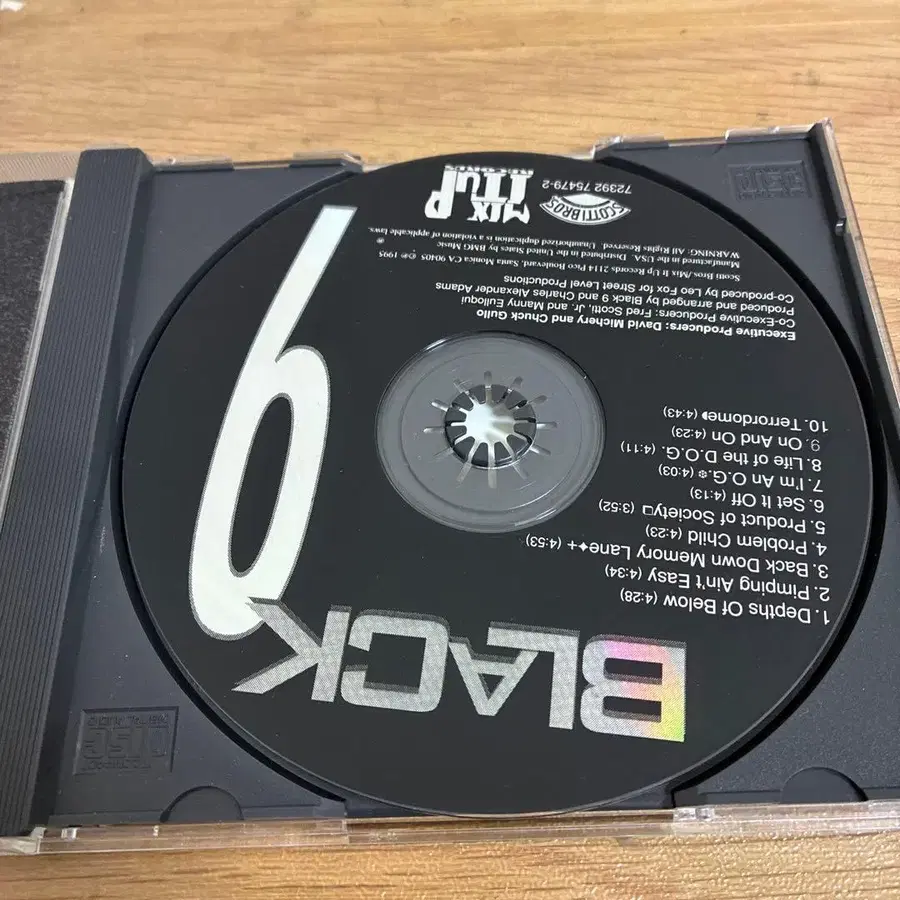 BLACK
9
1. Depths Of Below (4:28)
2. Pimping Ain't Easy (4:34)
3. Back Down Memory Lane✦++ (4:53)
4. Problem Child (4:23)
5. Product of Society□ (3:52)
6. Set It Off (4:13)
7. I'm An O.G.⊛ (4:03)
8. Life of the D.O.G. (4:11)
9. On And On (4:23)
10. Terrordome◗ (4:43)
Executive Producers: David Michery and Chuck Gullo
Co-Executive Producers: Fred Scotti, Jr. and Manny Eulloqui
Produced and arranged by Black 9 and Charles Alexander Adams
Co-produced by Leo Fox for Street Level Productions
Scotti Bros./Mix It Up Records 2114 Pico Boulevard, Santa Monica CA 90405 ©℗ 1995
Manufactured in the USA. Distributed in the United States by BMG Music
WARNING: All Rights Reserved. Unauthorized duplication is a violation of applicable laws.
SCOTTI BROS
72392 75479-2
MIX
IT UP
RECORDS
COMPACT
disc
DIGITAL AUDIO